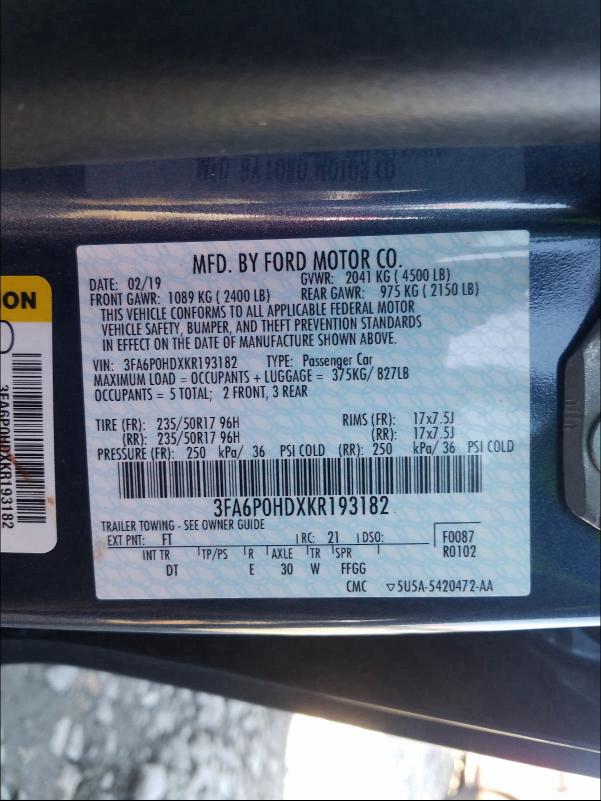 MFD. BY FORD MOTOR CO.
DATE: 02/19 GVWR: 2041 KG ( 4500 LB)
FRONT GAWR: 1089 KG ( 2400 LB) REAR GAWR: 975 KG ( 2150 LB)
THIS VEHICLE CONFORMS TO ALL APPLICABLE FEDERAL MOTOR
VEHICLE SAFETY, BUMPER, AND THEFT PREVENTION STANDARDS
IN EFFECT ON THE DATE OF MANUFACTURE SHOWN ABOVE.
VIN: 3FA6P0HDXKR193182 TYPE: Passenger Car
MAXIMUM LOAD = OCCUPANTS + LUGGAGE = 375KG/ 827LB
OCCUPANTS = 5 TOTAL; 2 FRONT, 3 REAR
TIRE (FR): 235/50R17 96H RIMS (FR): 17x7.5J
(RR): 235/50R17 96H (RR): 17x7.5J
PRESSURE (FR): 250 kPa/ 36 PSI COLD (RR): 250 kPa/ 36 PSI COLD
3FA6P0HDXKR193182
TRAILER TOWING - SEE OWNER GUIDE
EXT PNT: FT RC: 21 DSO: F0087
INT TR TP/PS R AXLE TR SPR R0102
DT E 30 W FFGG
CMC ▽5U5A-5420472-AA
ON
3FA6P0HDXKR193182